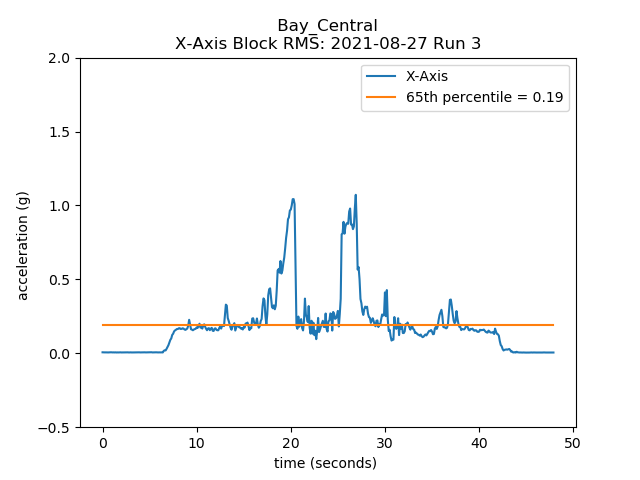 Bay_Central
X-Axis Block RMS: 2021-08-27 Run 3
X-Axis
65th percentile = 0.19
2.0
1.5
1.0
0.5
0.0
−0.5
acceleration (g)
0
10
20
30
40
50
time (seconds)